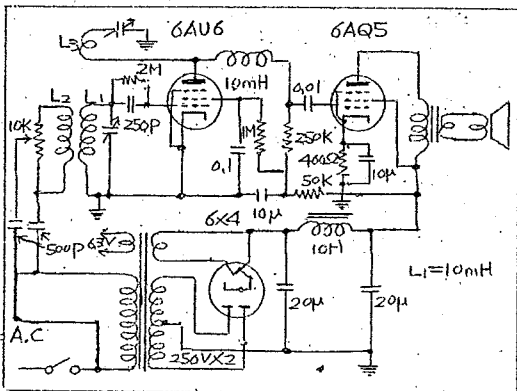 6AU6
6AQ5
L3
2M
10mH
10K
L2
L1
250P
1M
0.1
0.01
250K
400Ω
10μ
50K
10μ
6X4
500P
6.3V
10H
L1=10mH
20μ
20μ
A.C
250V×2